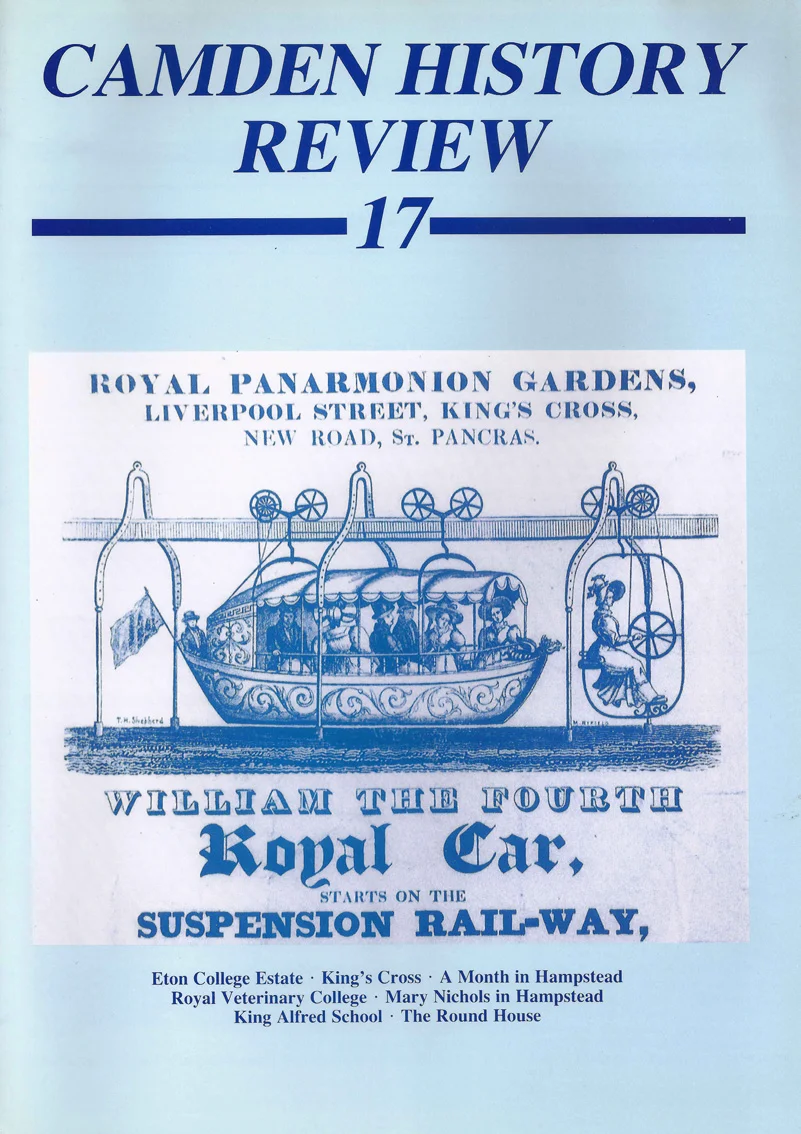 CAMDEN HISTORY
REVIEW
17
ROYAL PANARMONION GARDENS,
LIVERPOOL STREET, KING'S CROSS,
NEW ROAD, ST. PANCRAS.
T.H. Shepherd
WILLIAM THE FOURTH
Royal Car,
STARTS ON THE
SUSPENSION RAIL-WAY,
Eton College Estate · King's Cross · A Month in Hampstead
Royal Veterinary College · Mary Nichols in Hampstead
King Alfred School · The Round House